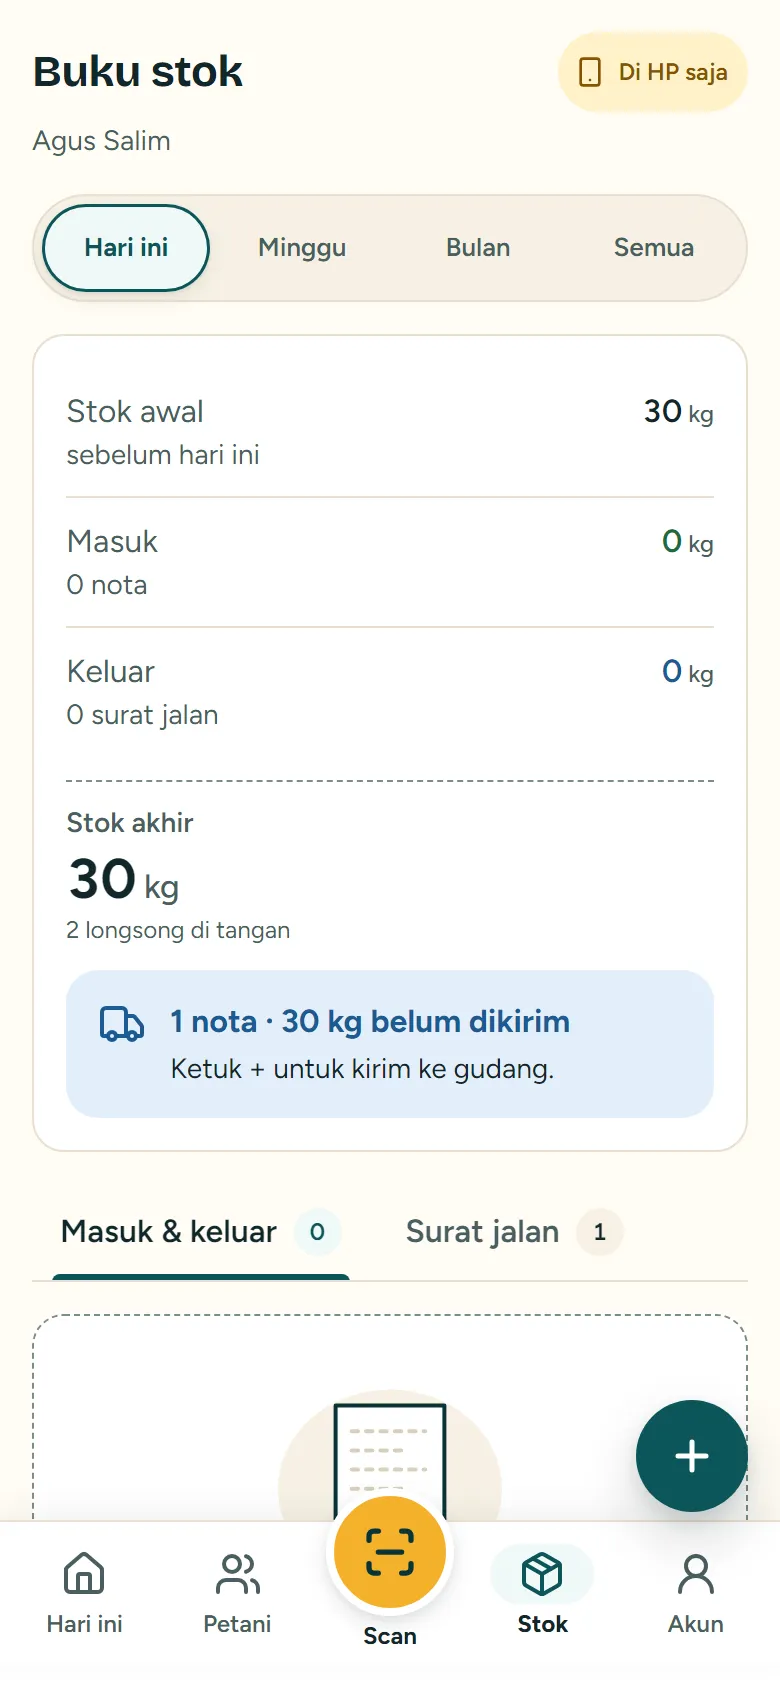 Buku stok
Di HP saja
Agus Salim
Hari ini
Minggu
Bulan
Semua
Stok awal
30 kg
sebelum hari ini
Masuk
0 kg
0 nota
Keluar
0 kg
0 surat jalan
Stok akhir
30 kg
2 longsong di tangan
1 nota · 30 kg belum dikirim
Ketuk + untuk kirim ke gudang.
Masuk & keluar 0
Surat jalan 1
Hari ini
Petani
Scan
Stok
Akun